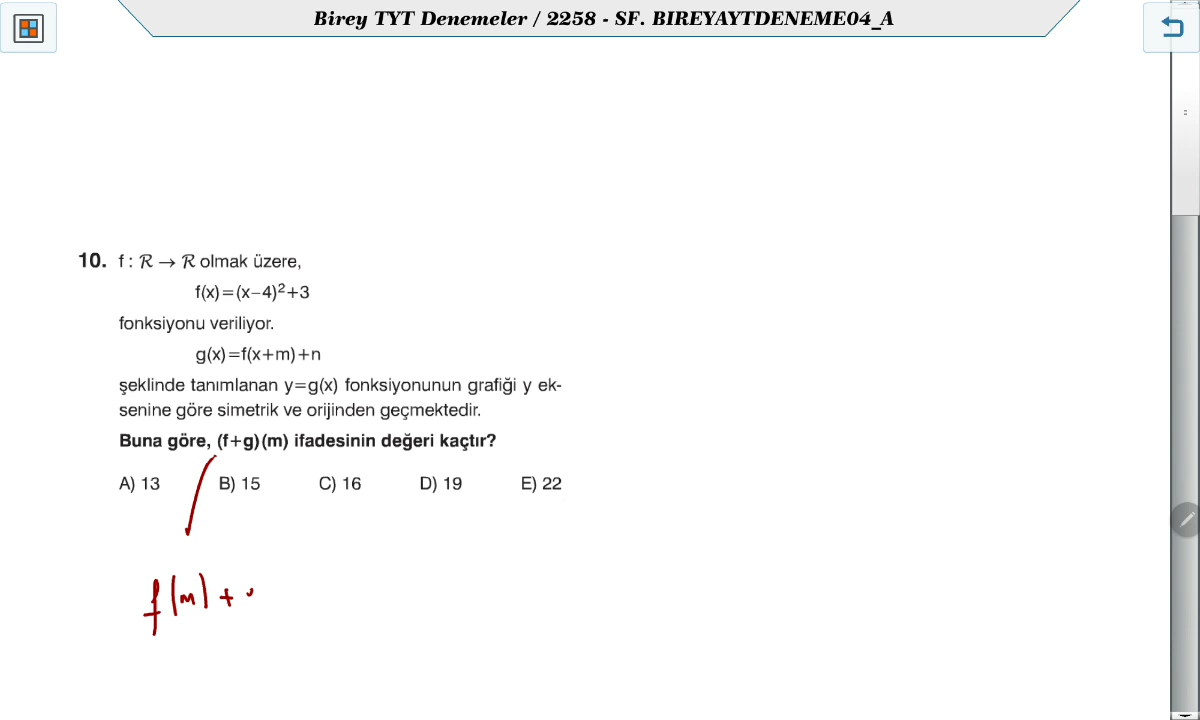 Birey TYT Denemeler / 2258 - SF. BIREYAYTDENEME04_A
10. f : R → R olmak üzere,
f(x)=(x−4)²+3
fonksiyonu veriliyor.
g(x)=f(x+m)+n
şeklinde tanımlanan y=g(x) fonksiyonunun grafiği y ek-
senine göre simetrik ve orijinden geçmektedir.
Buna göre, (f+g)(m) ifadesinin değeri kaçtır?
A) 13 B) 15 C) 16 D) 19 E) 22
f(m) +